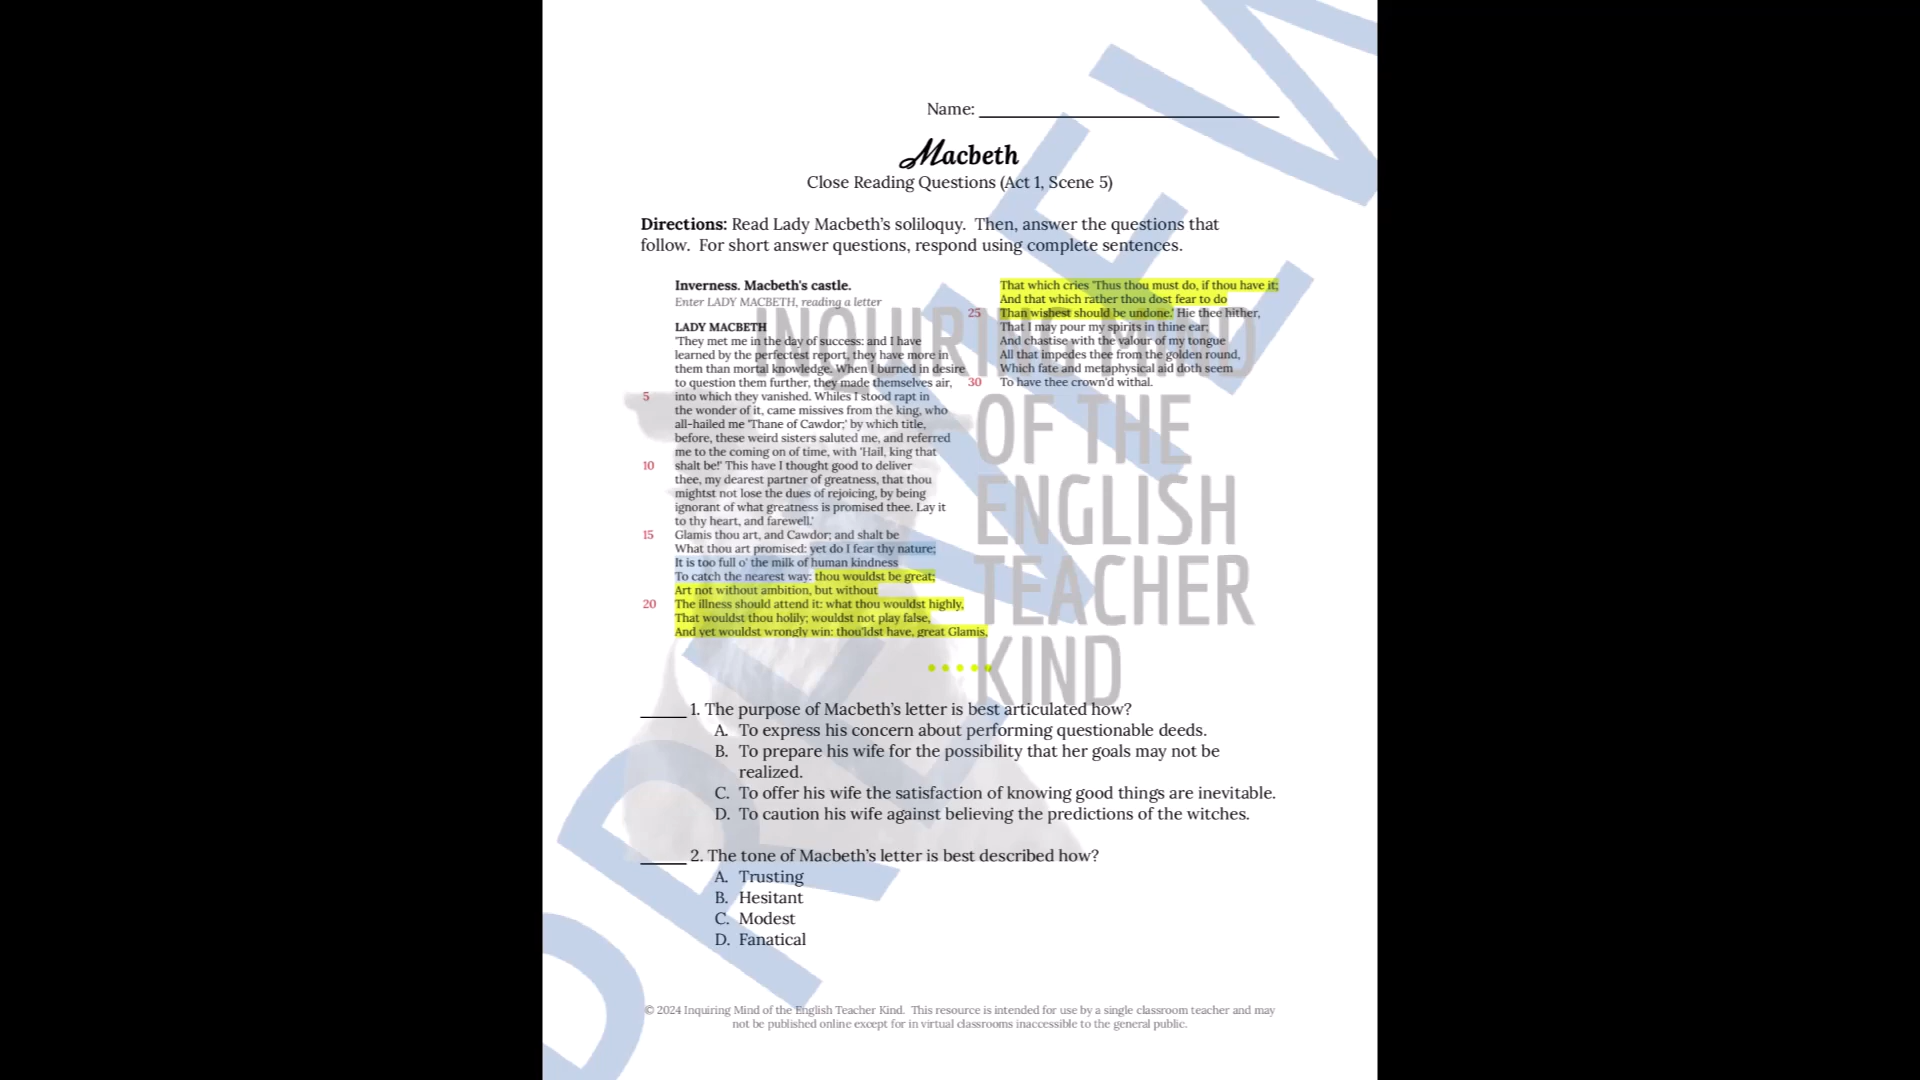 Name:
Macbeth
Close Reading Questions (Act 1, Scene 5)
Directions: Read Lady Macbeth's soliloquy. Then, answer the questions that
follow. For short answer questions, respond using complete sentences.
Inverness. Macbeth's castle.
Enter LADY MACBETH, reading a letter
LADY MACBETH
'They met me in the day of success: and I have
learned by the perfectest report, they have more in
them than mortal knowledge. When I burned in desire
to question them further, they made themselves air,
5 into which they vanished. Whiles I stood rapt in
the wonder of it, came missives from the king, who
all-hailed me 'Thane of Cawdor;' by which title,
before, these weird sisters saluted me, and referred
me to the coming on of time, with 'Hail, king that
10 shalt be!' This have I thought good to deliver
thee, my dearest partner of greatness, that thou
mightst not lose the dues of rejoicing, by being
ignorant of what greatness is promised thee. Lay it
to thy heart, and farewell.'
15 Glamis thou art, and Cawdor; and shalt be
What thou art promised: yet do I fear thy nature;
It is too full o' the milk of human kindness
To catch the nearest way: thou wouldst be great;
Art not without ambition, but without
20 The illness should attend it: what thou wouldst highly,
That wouldst thou holily; wouldst not play false,
And yet wouldst wrongly win: thou'ldst have, great Glamis,
That which cries 'Thus thou must do, if thou have it;
And that which rather thou dost fear to do
25 Than wishest should be undone.' Hie thee hither,
That I may pour my spirits in thine ear;
And chastise with the valour of my tongue
All that impedes thee from the golden round,
Which fate and metaphysical aid doth seem
30 To have thee crown'd withal.
1. The purpose of Macbeth's letter is best articulated how?
A. To express his concern about performing questionable deeds.
B. To prepare his wife for the possibility that her goals may not be
realized.
C. To offer his wife the satisfaction of knowing good things are inevitable.
D. To caution his wife against believing the predictions of the witches.
2. The tone of Macbeth's letter is best described how?
A. Trusting
B. Hesitant
C. Modest
D. Fanatical
© 2024 Inquiring Mind of the English Teacher Kind. This resource is intended for use by a single classroom teacher and may
not be published online except for in virtual classrooms inaccessible to the general public.
INQUIRING MIND
OF THE
ENGLISH
TEACHER
KIND
PREVIEW